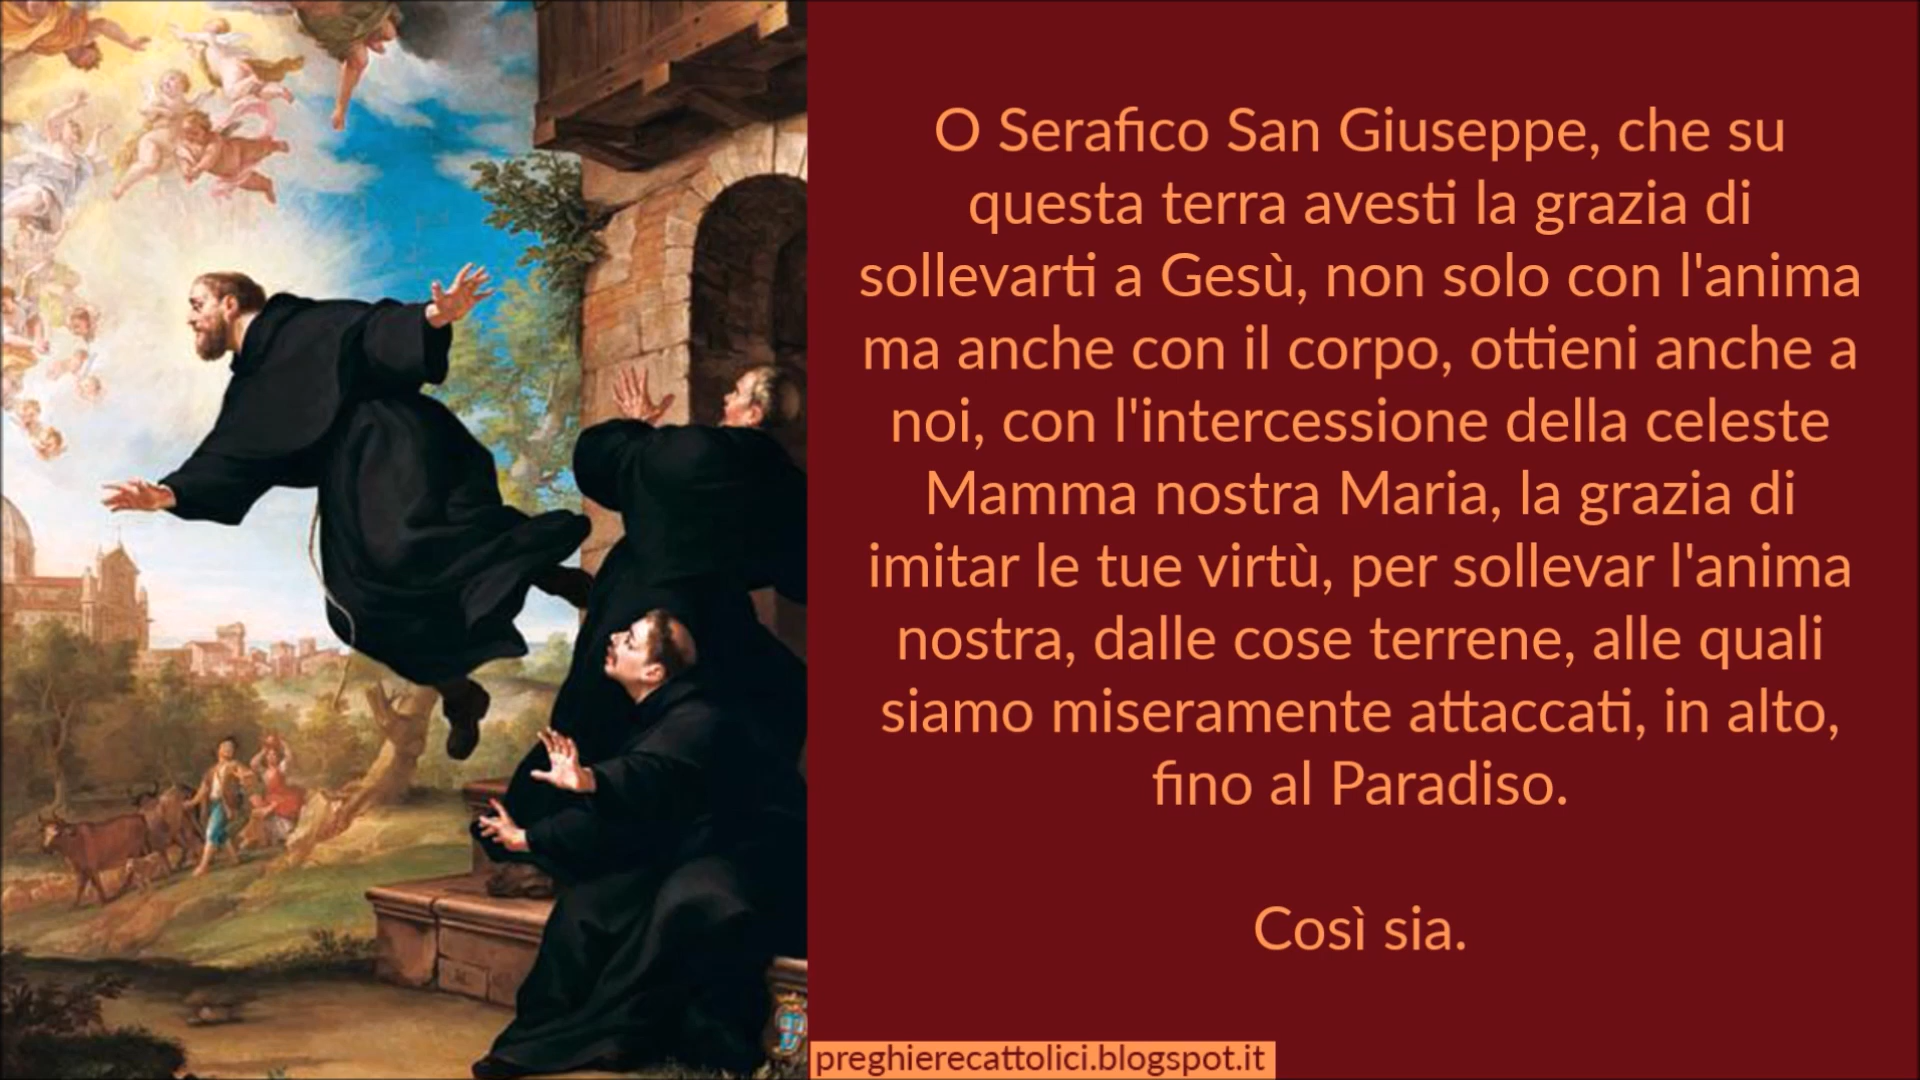 O Serafico San Giuseppe, che su
questa terra avesti la grazia di
sollevarti a Gesù, non solo con l'anima
ma anche con il corpo, ottieni anche a
noi, con l'intercessione della celeste
Mamma nostra Maria, la grazia di
imitar le tue virtù, per sollevar l'anima
nostra, dalle cose terrene, alle quali
siamo miseramente attaccati, in alto,
fino al Paradiso.
Così sia.
preghierecattolici.blogspot.it